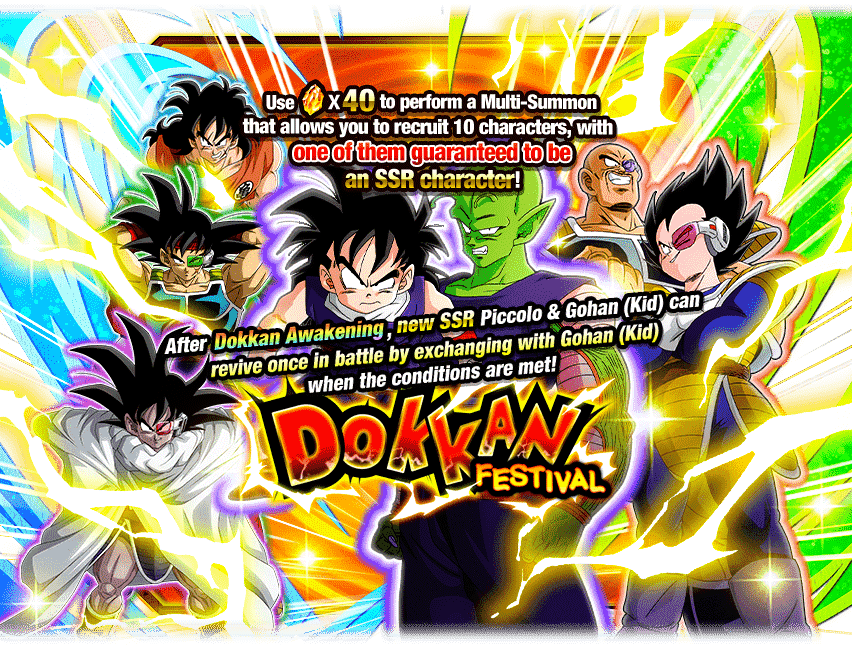 Use X40 to perform a Multi-Summon
that allows you to recruit 10 characters, with
one of them guaranteed to be
an SSR character!
After Dokkan Awakening, new SSR Piccolo & Gohan (Kid) can
revive once in battle by exchanging with Gohan (Kid)
when the conditions are met!
DOKKAN
FESTIVAL